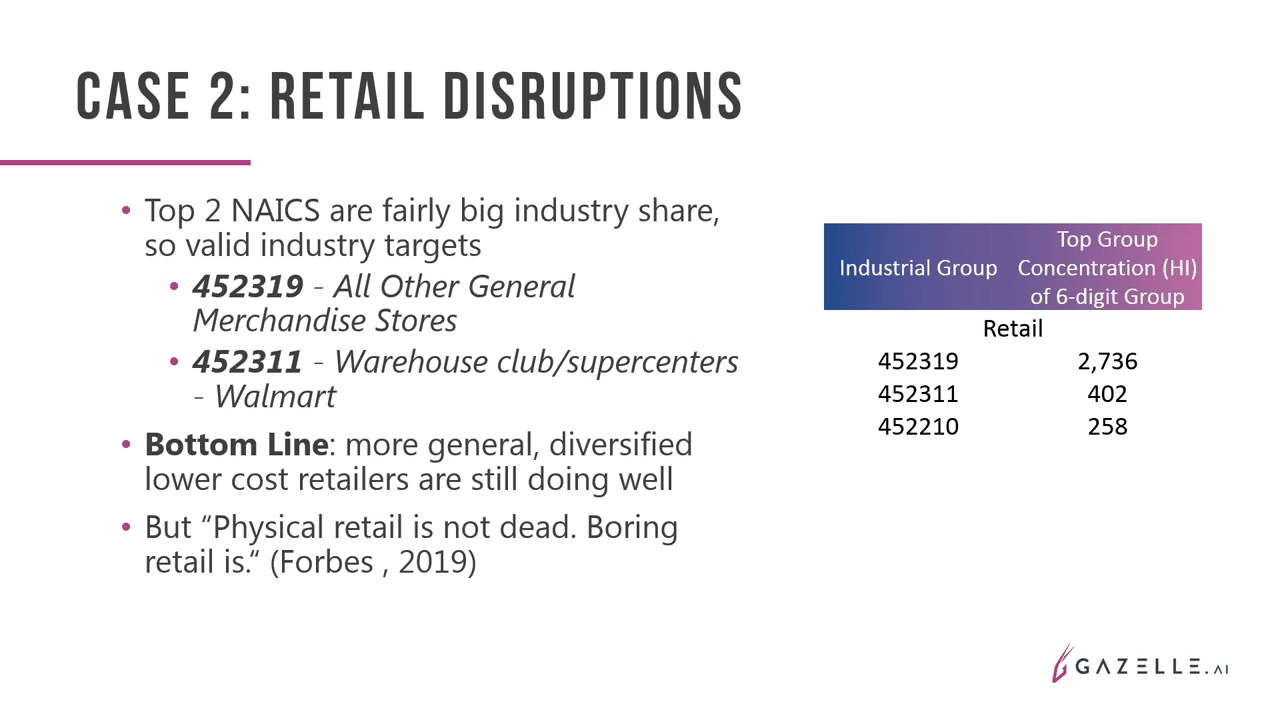 CASE 2: RETAIL DISRUPTIONS
• Top 2 NAICS are fairly big industry share,
so valid industry targets
• 452319 - All Other General
Merchandise Stores
• 452311 - Warehouse club/supercenters
- Walmart
• Bottom Line: more general, diversified
lower cost retailers are still doing well
• But “Physical retail is not dead. Boring
retail is.“ (Forbes , 2019)
Industrial Group Top Group
Concentration (HI)
of 6-digit Group
Retail
452319 2,736
452311 402
452210 258
GAZELLE.AI